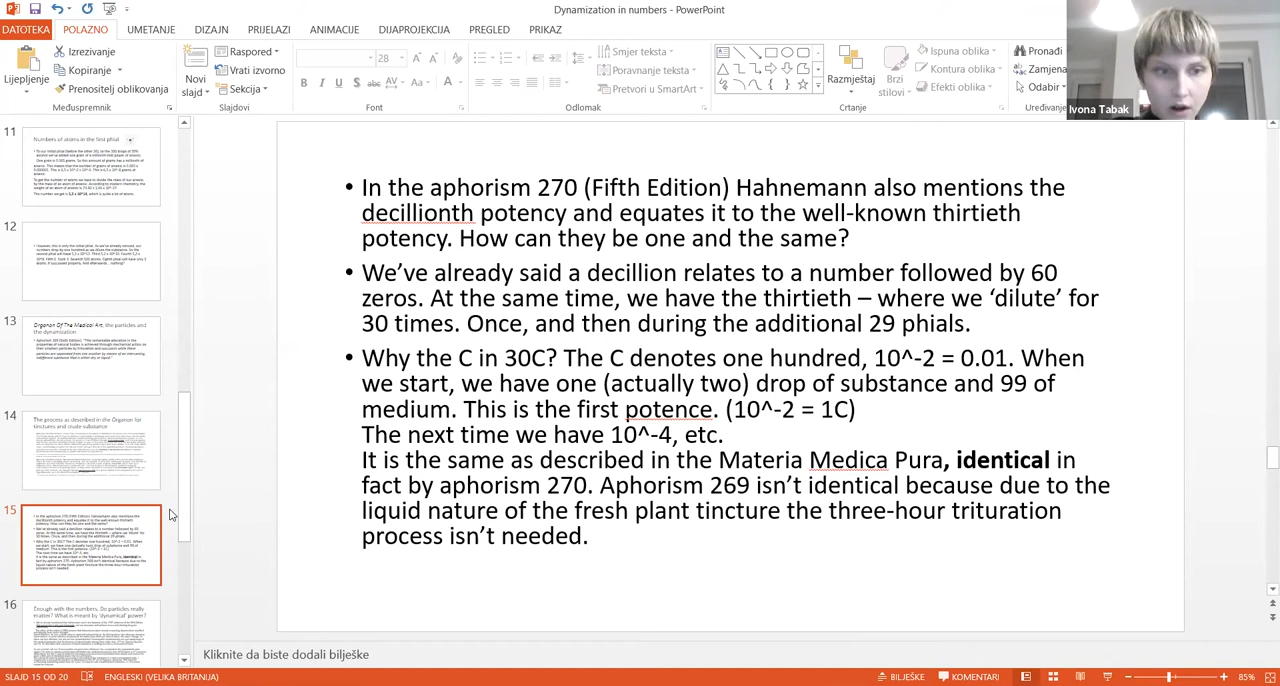 Dynamization in numbers - PowerPoint
DATOTEKA POLAZNO UMETANJE DIZAJN PRIJELAZI ANIMACIJE DIJAPROJEKCIJA PREGLED PRIKAZ
Izrezivanje
Kopiranje
Prenositelj oblikovanja
Lijepljenje
Međuspremnik
Novi
slajd
Raspored
Vrati izvorno
Sekcija
Slajdovi
28
Font
Smjer teksta
Poravnanje teksta
Pretvori u SmartArt
Odlomak
Razmještaj
Brzi
stilovi
Ispuna oblika
Kontura oblika
Efekti oblika
Crtanje
Pronađi
Zamjena
Odabir
Uređivanje
Ivona Tabak
11
Numbers of atoms in the first phial
12
13
Organon Of The Medical Art, the particles and
the dynamization
14
The process as described in the Organon for
tinctures and crude substance
15
16
Enough with the numbers. Do particles really
matter? What is meant by 'dynamical' power?
• In the aphorism 270 (Fifth Edition) Hahnemann also mentions the
decillionth potency and equates it to the well-known thirtieth
potency. How can they be one and the same?
• We’ve already said a decillion relates to a number followed by 60
zeros. At the same time, we have the thirtieth – where we ‘dilute’ for
30 times. Once, and then during the additional 29 phials.
• Why the C in 30C? The C denotes one hundred, 10^-2 = 0.01. When
we start, we have one (actually two) drop of substance and 99 of
medium. This is the first potence. (10^-2 = 1C)
The next time we have 10^-4, etc.
It is the same as described in the Materia Medica Pura, identical in
fact by aphorism 270. Aphorism 269 isn’t identical because due to the
liquid nature of the fresh plant tincture the three-hour trituration
process isn’t needed.
Kliknite da biste dodali bilješke
SLAJD 15 OD 20 ENGLESKI (VELIKA BRITANIJA) BILJEŠKE KOMENTARI 85%